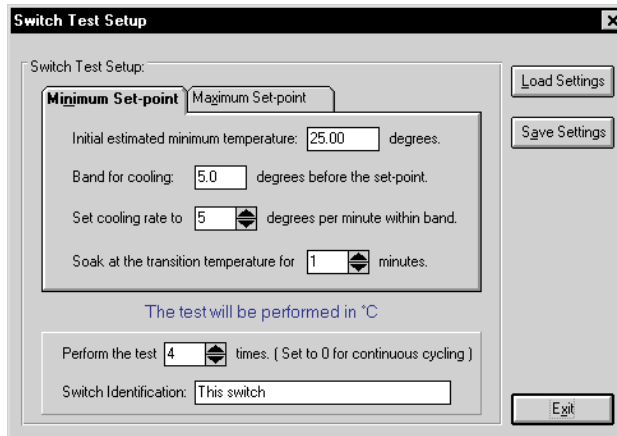 Switch Test Setup
Switch Test Setup:
Minimum Set-point
Maximum Set-point
Initial estimated minimum temperature: 25.00 degrees.
Band for cooling: 5.0 degrees before the set-point.
Set cooling rate to 5 degrees per minute within band.
Soak at the transition temperature for 1 minutes.
The test will be performed in °C
Perform the test 4 times. ( Set to 0 for continuous cycling )
Switch Identification: This switch
Load Settings
Save Settings
Exit